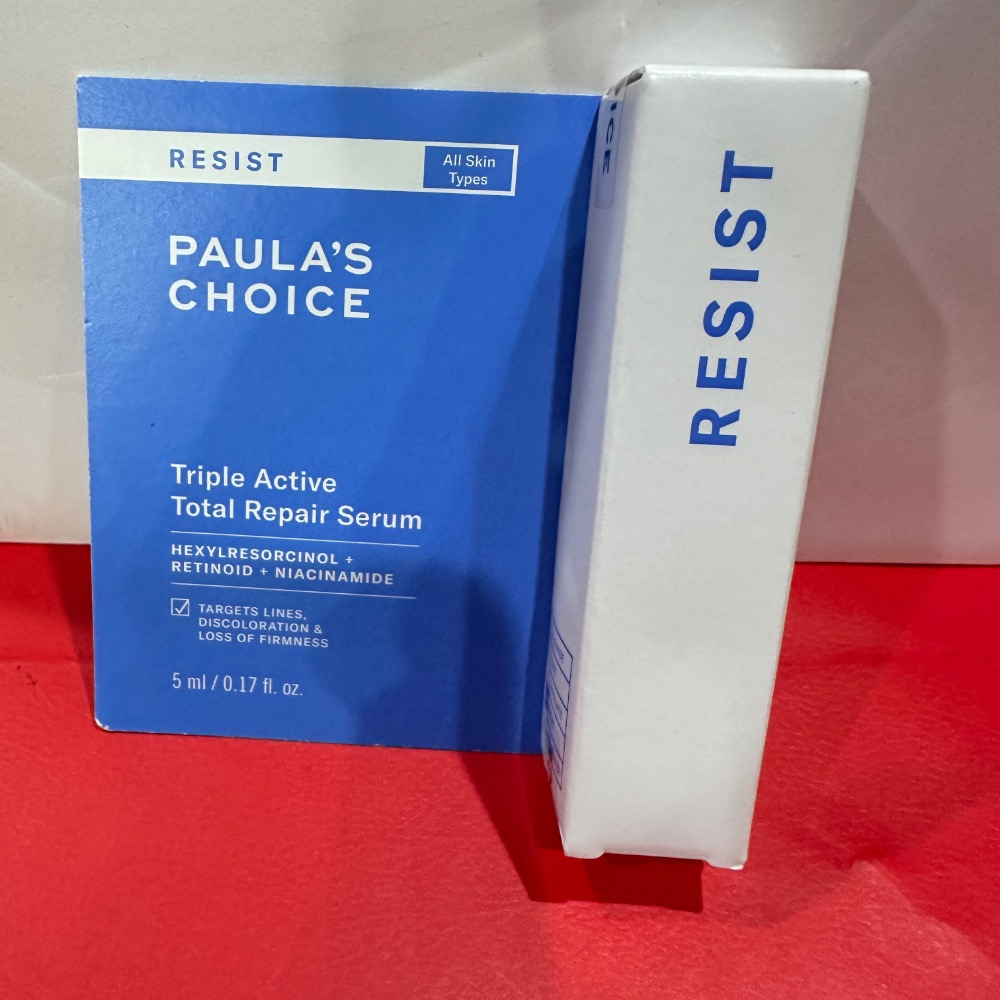 RESIST
All Skin
Types
PAULA'S
CHOICE
Triple Active
Total Repair Serum
HEXYLRESORCINOL +
RETINOID + NIACINAMIDE
TARGETS LINES,
DISCOLORATION &
LOSS OF FIRMNESS
5 ml / 0.17 fl. oz.
RESIST